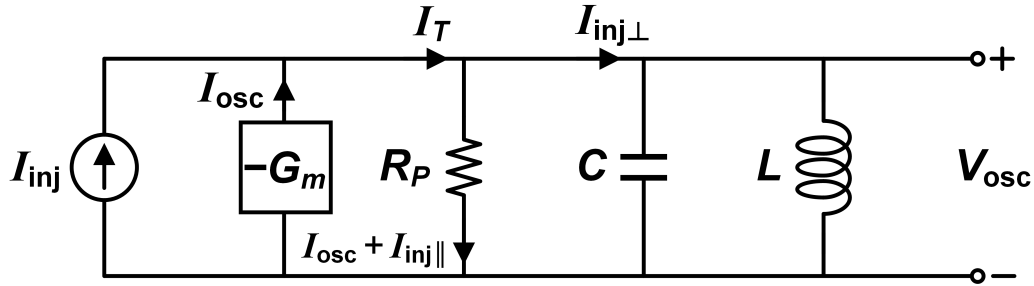 I_T
I_inj⊥
I_osc
+
I_inj
−G_m
R_P
C
L
V_osc
I_osc + I_inj||
−